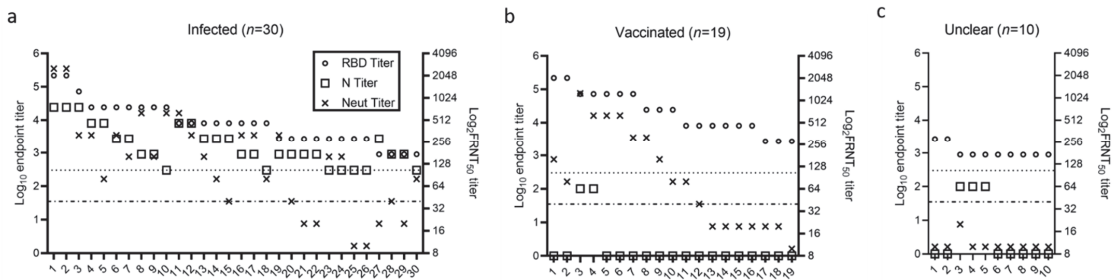 a
Infected (n=30)
RBD Titer
N Titer
Neut Titer
Log10 endpoint titer
6
5
4
3
2
1
0
4096
2048
1024
512
256
128
64
32
16
8
Log2FRNT50 titer
1 2 3 4 5 6 7 8 9 10 11 12 13 14 15 16 17 18 19 20 21 22 23 24 25 26 27 28 29 30
b
Vaccinated (n=19)
Log10 endpoint titer
6
5
4
3
2
1
0
4096
2048
1024
512
256
128
64
32
16
8
Log2FRNT50 titer
1 2 3 4 5 6 7 8 9 10 11 12 13 14 15 16 17 18 19
c
Unclear (n=10)
Log10 endpoint titer
6
5
4
3
2
1
0
4096
2048
1024
512
256
128
64
32
16
8
Log2FRNT50 titer
1 2 3 4 5 6 7 8 9 10